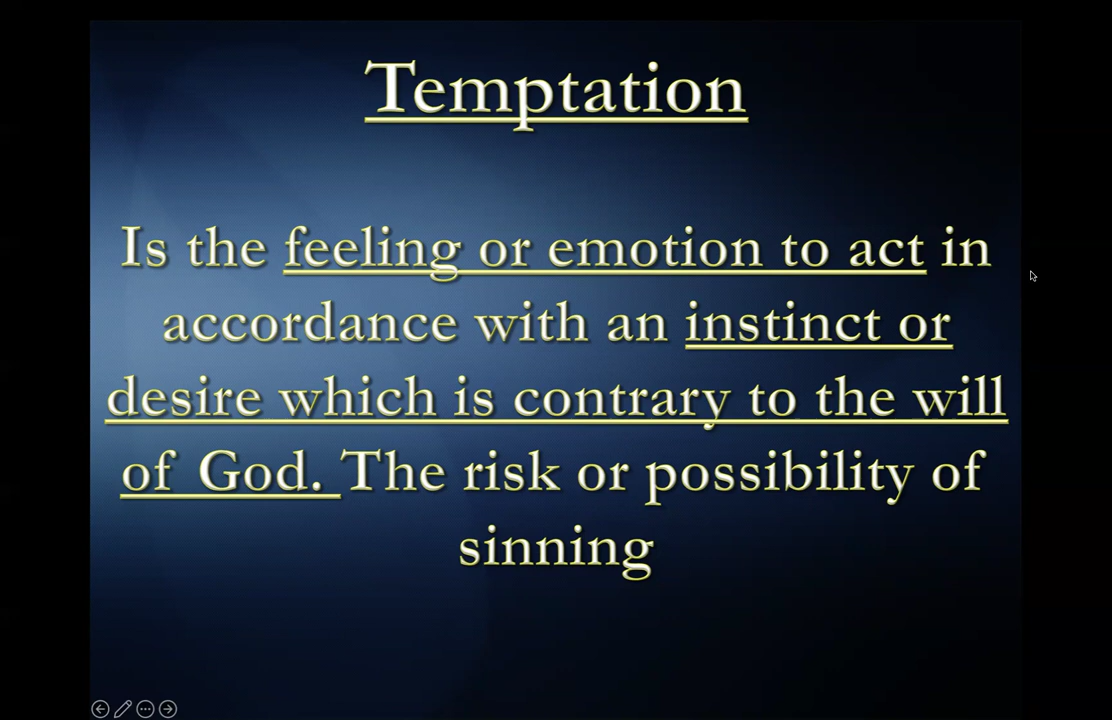 Temptation
Is the feeling or emotion to act in
accordance with an instinct or
desire which is contrary to the will
of God. The risk or possibility of
sinning